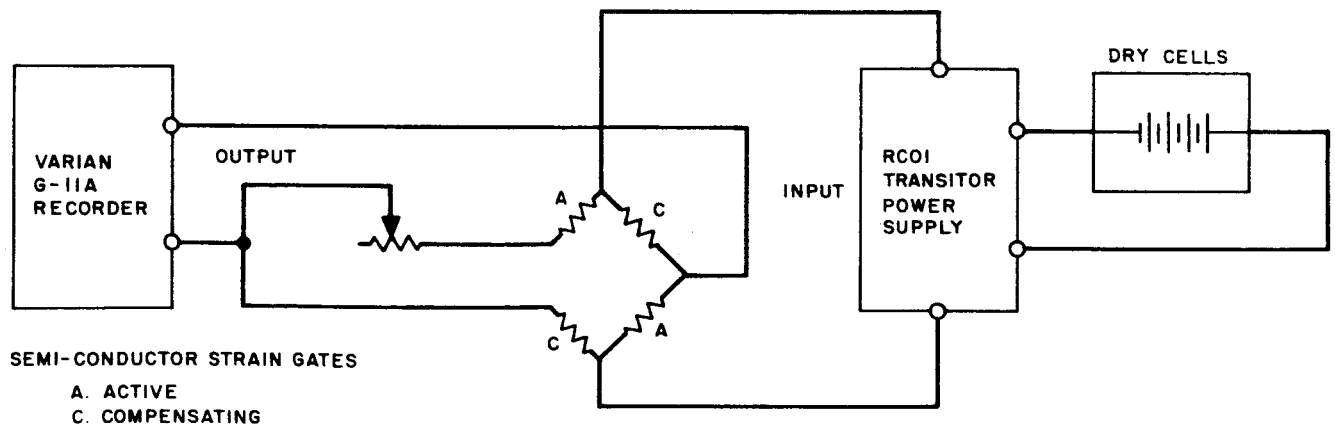 VARIAN
G-11A
RECORDER
OUTPUT
A
C
C
A
INPUT
RCO1
TRANSITOR
POWER
SUPPLY
DRY CELLS
SEMI-CONDUCTOR STRAIN GATES
A. ACTIVE
C. COMPENSATING